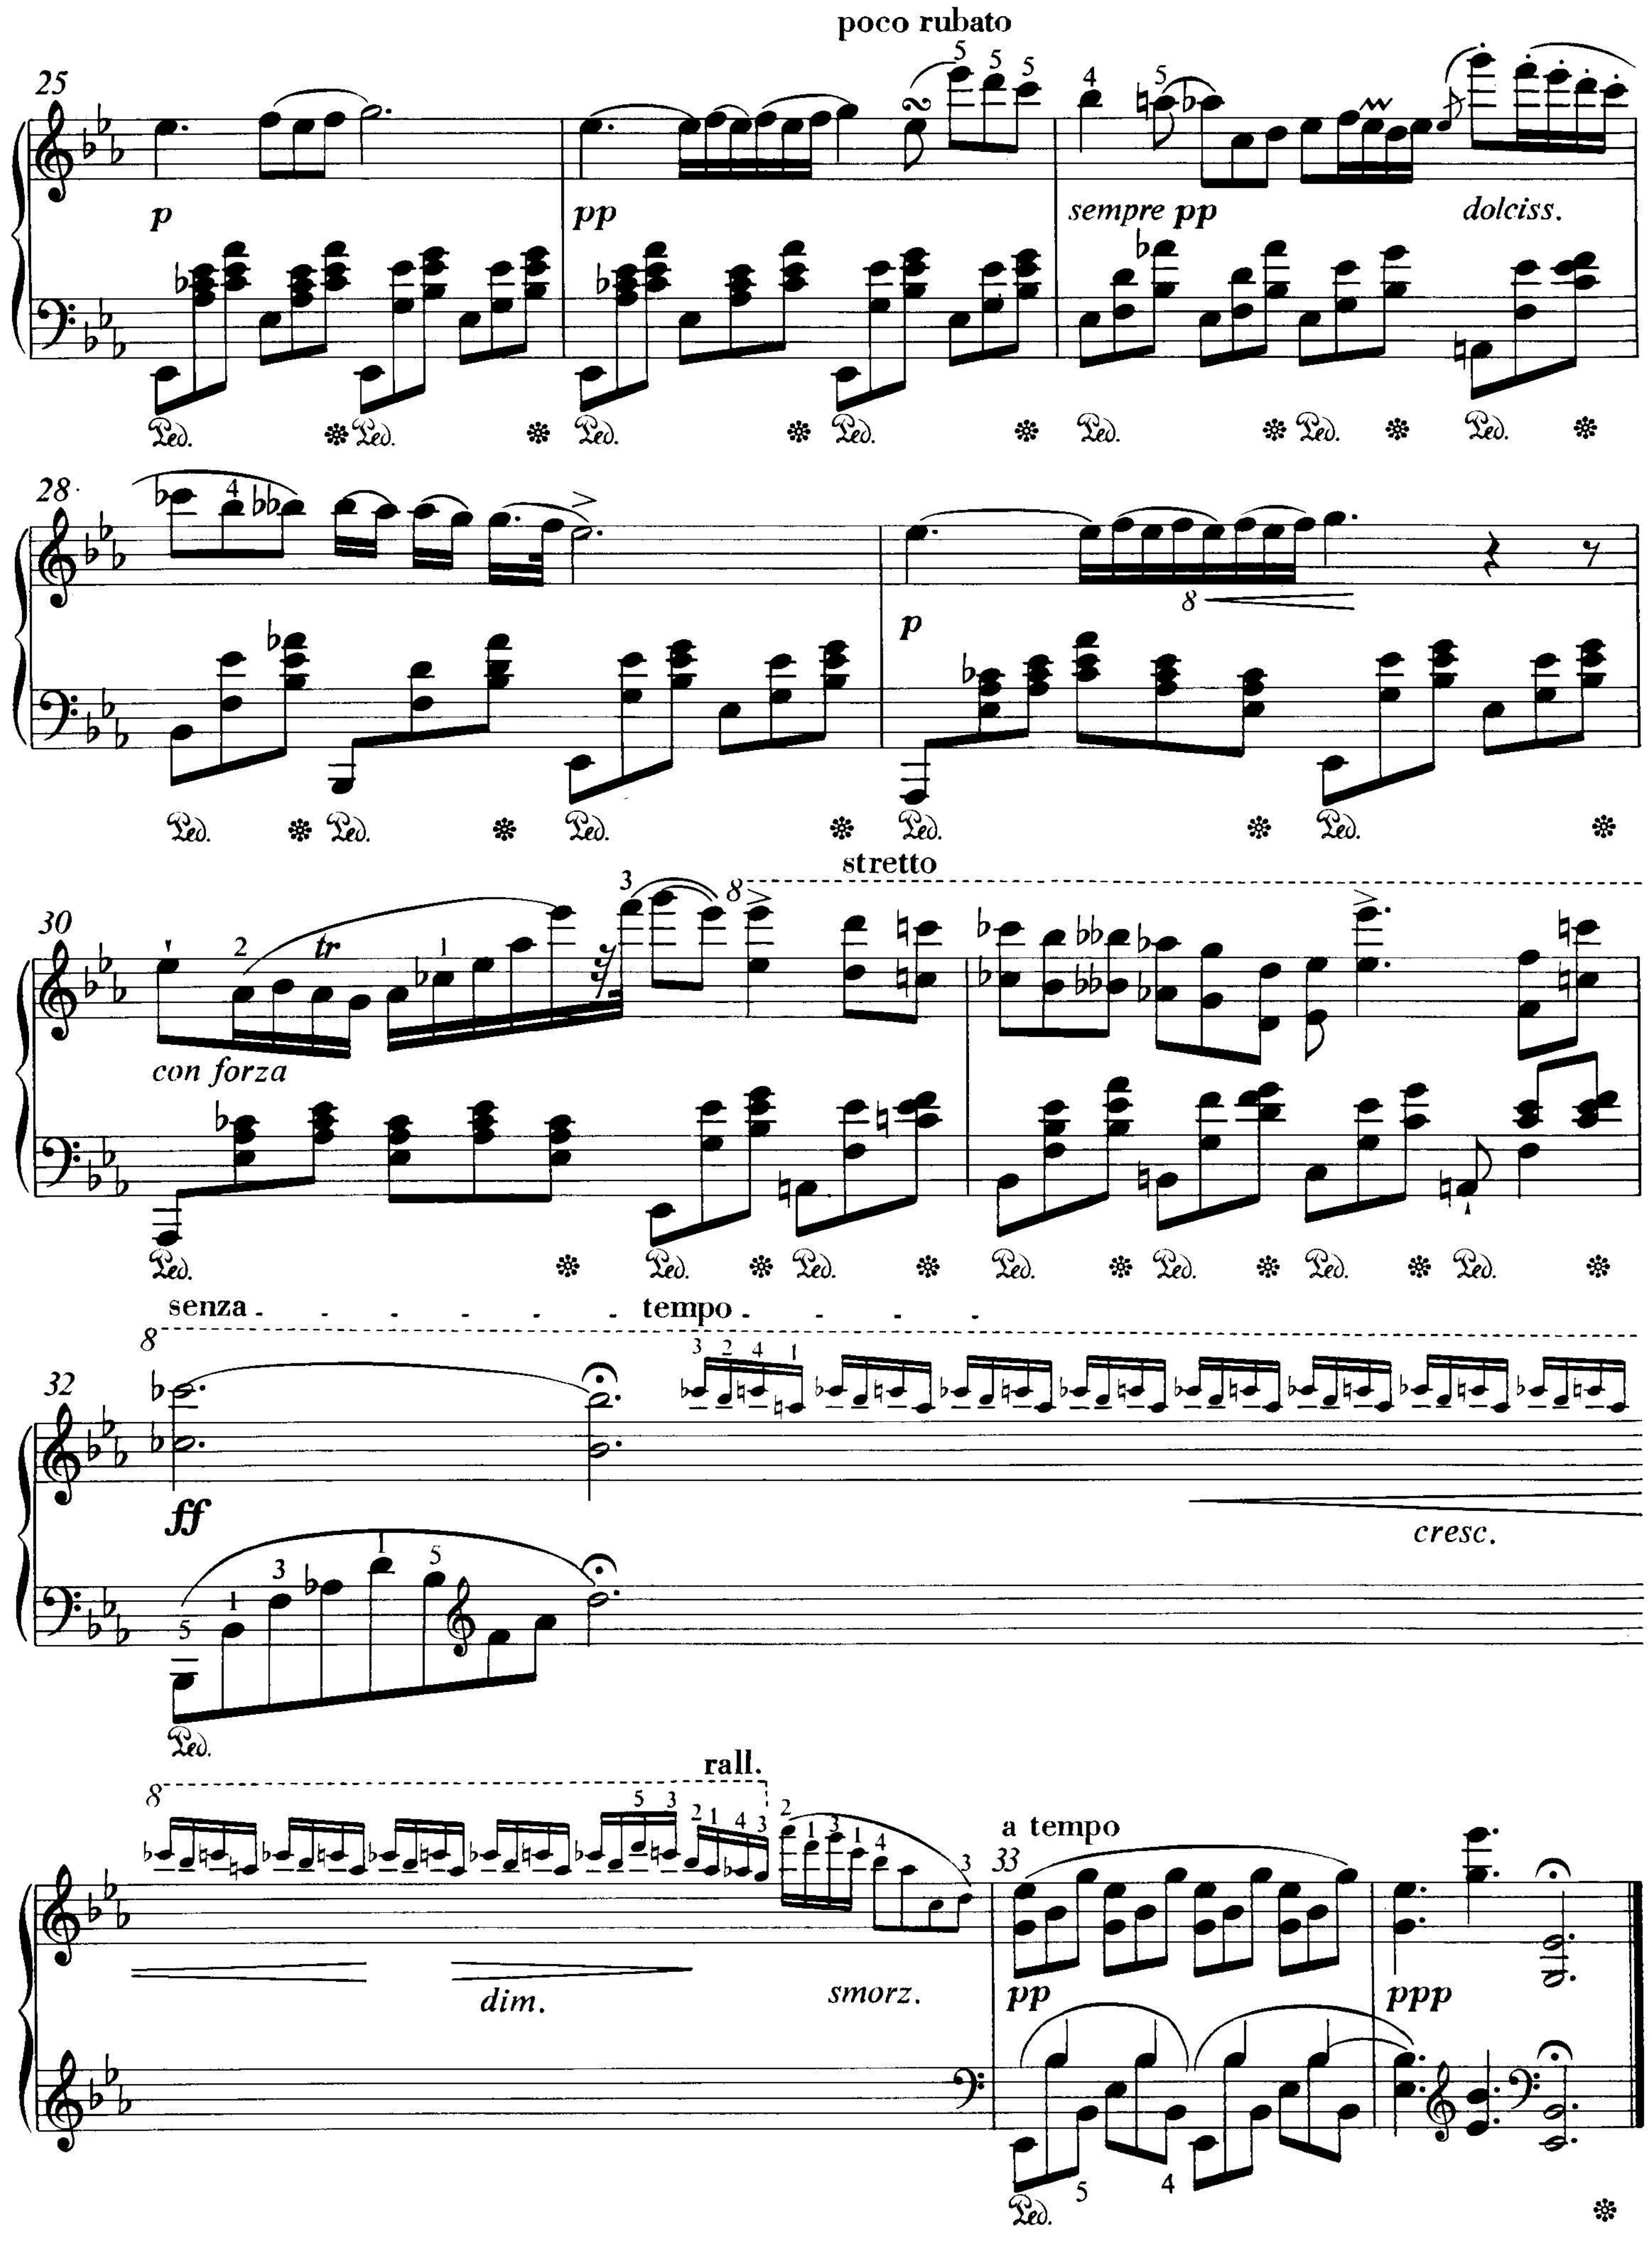 poco rubato
25 5 5 5 4 5
p pp sempre pp dolciss.
Ped. Ped. Ped. Ped. Ped. Ped. Ped.
28 4
p 8
Ped. Ped. Ped. Ped. Ped.
stretto
30 2 tr 1 3 8
con forza
Ped. Ped. Ped. Ped. Ped. Ped. Ped.
senza - - - - - - tempo - - - -
8
32 3 2 4 1
ff cresc.
5 1 3 1 5
Ped.
rall.
8 5 3 2 1 4 3 2 1 3 1 4 3
a tempo
33
dim. smorz. pp ppp
5 4
Ped.